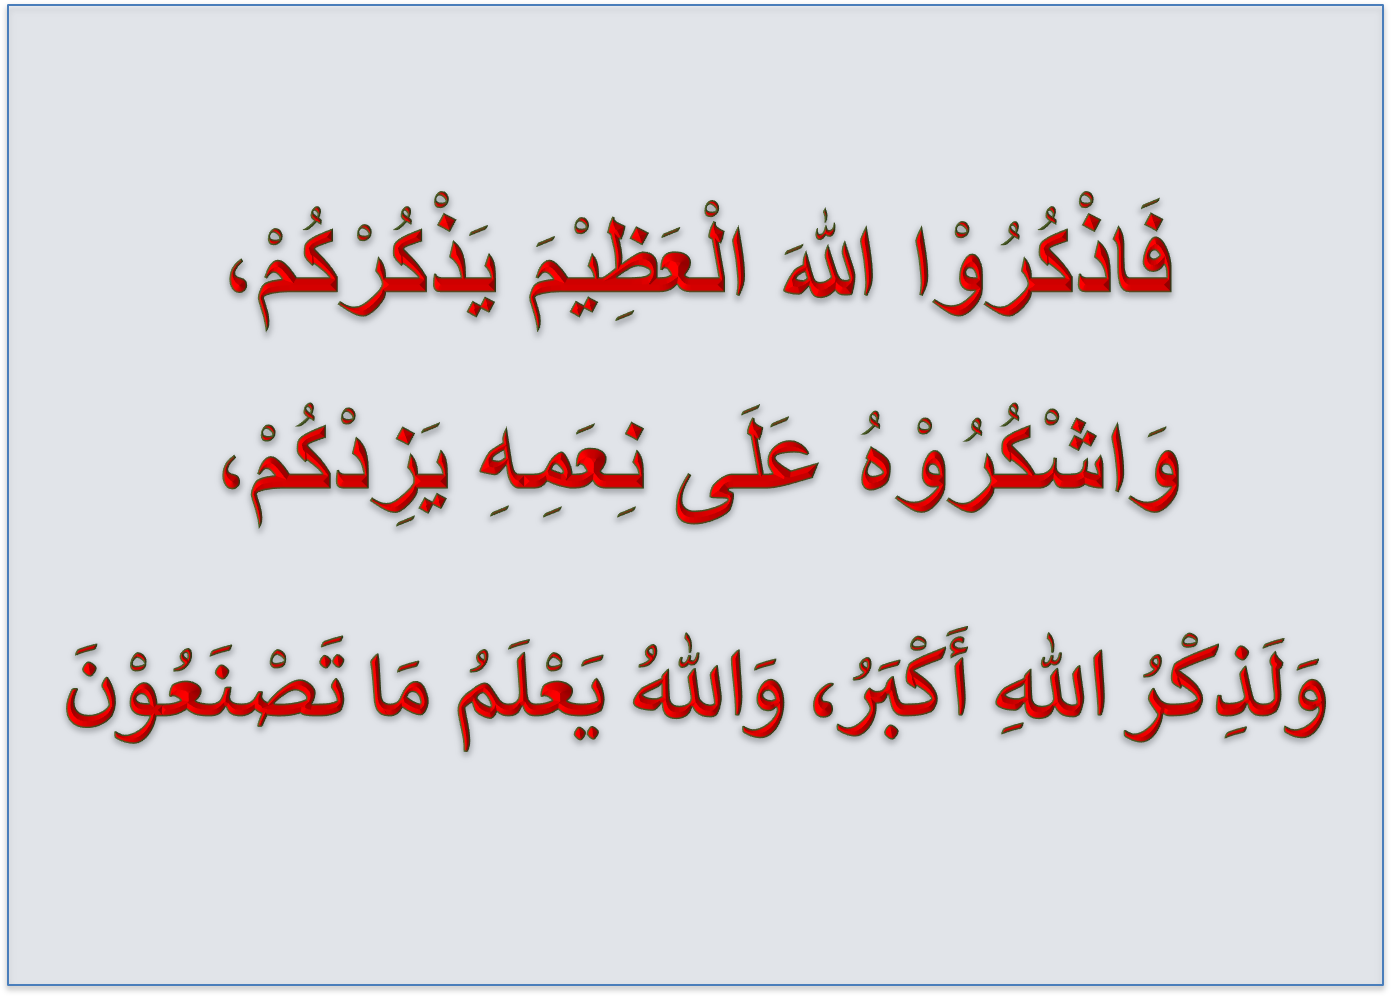 فَاذْكُرُوْا اللهَ الْعَظِيْمَ يَذْكُرْكُمْ،
وَاشْكُرُوْهُ عَلَى نِعَمِهِ يَزِدْكُمْ،
وَلَذِكْرُ اللهِ أَكْبَرُ، وَاللهُ يَعْلَمُ مَا تَصْنَعُوْنَ